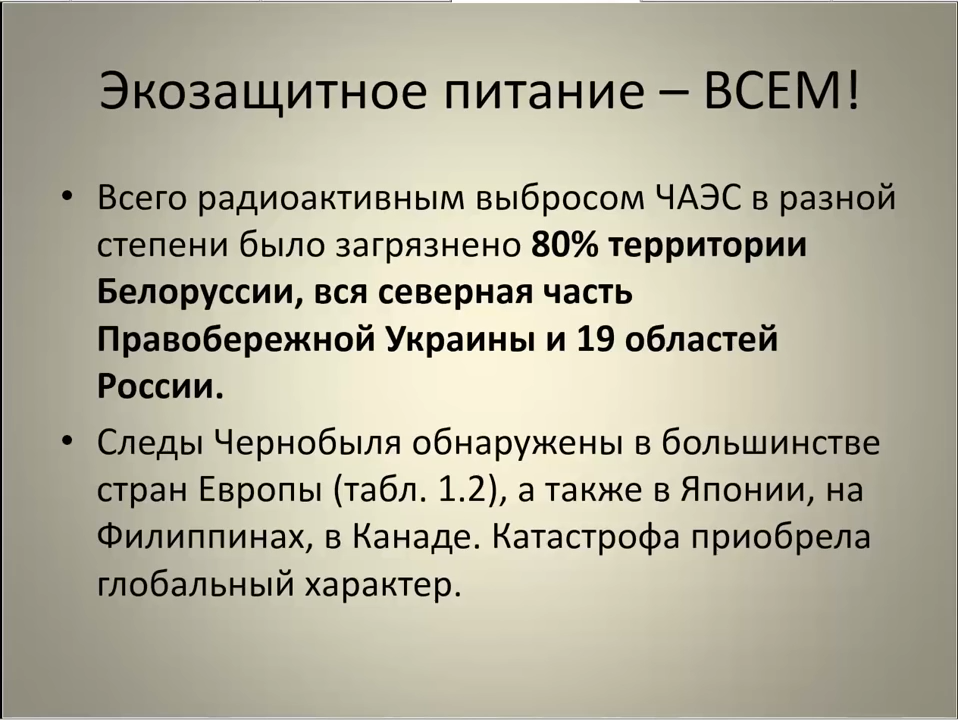 Экозащитное питание – ВСЕМ!
• Всего радиоактивным выбросом ЧАЭС в разной
степени было загрязнено 80% территории
Белоруссии, вся северная часть
Правобережной Украины и 19 областей
России.
• Следы Чернобыля обнаружены в большинстве
стран Европы (табл. 1.2), а также в Японии, на
Филиппинах, в Канаде. Катастрофа приобрела
глобальный характер.